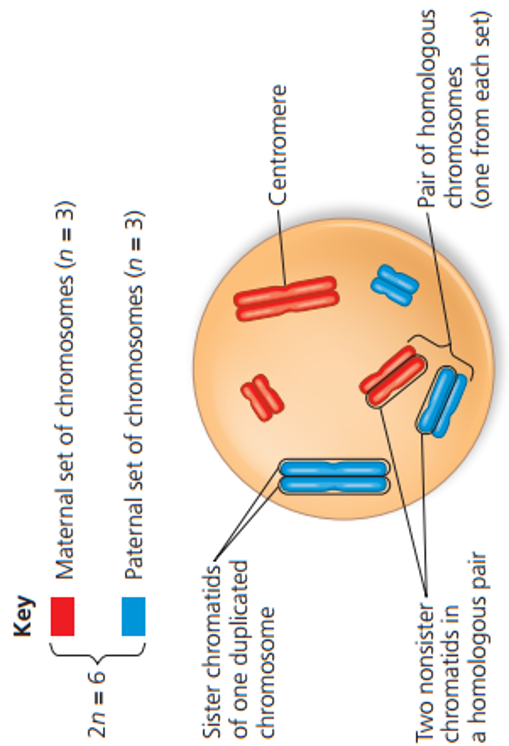 Key
Maternal set of chromosomes (n = 3)
2n = 6
Paternal set of chromosomes (n = 3)
Sister chromatids
of one duplicated
chromosome
Centromere
Two nonsister
chromatids in
a homologous pair
Pair of homologous
chromosomes
(one from each set)